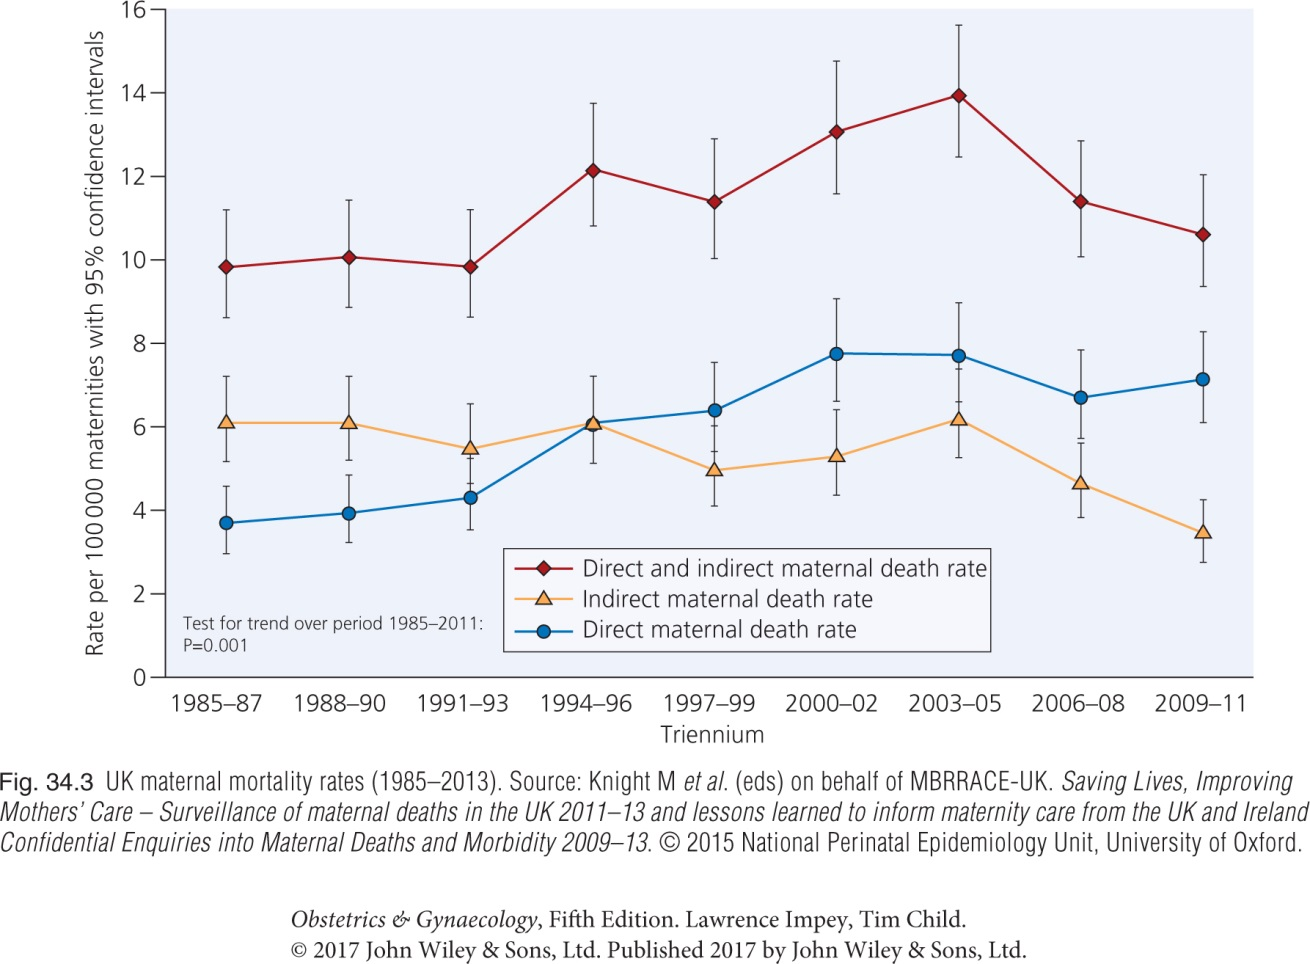 Rate per 100 000 maternities with 95% confidence intervals
16
14
12
10
8
6
4
2
0
Direct and indirect maternal death rate
Indirect maternal death rate
Direct maternal death rate
Test for trend over period 1985–2011:
P=0.001
1985–87 1988–90 1991–93 1994–96 1997–99 2000–02 2003–05 2006–08 2009–11
Triennium
Fig. 34.3 UK maternal mortality rates (1985–2013). Source: Knight M et al. (eds) on behalf of MBRRACE-UK. Saving Lives, Improving
Mothers’ Care – Surveillance of maternal deaths in the UK 2011–13 and lessons learned to inform maternity care from the UK and Ireland
Confidential Enquiries into Maternal Deaths and Morbidity 2009–13. © 2015 National Perinatal Epidemiology Unit, University of Oxford.
Obstetrics & Gynaecology, Fifth Edition. Lawrence Impey, Tim Child.
© 2017 John Wiley & Sons, Ltd. Published 2017 by John Wiley & Sons, Ltd.